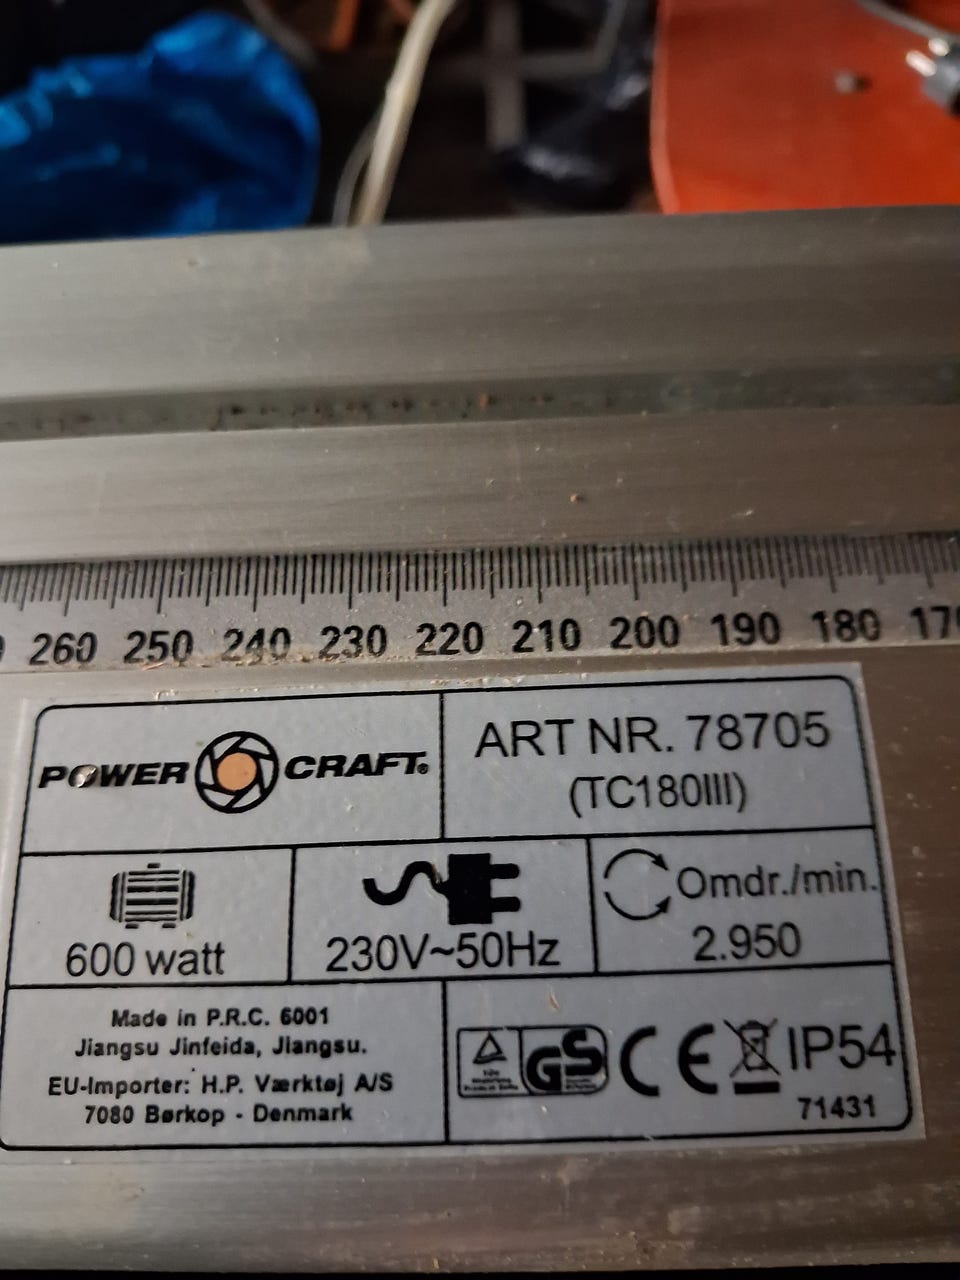 260 250 240 230 220 210 200 190 180 170
POWER CRAFT®
ART NR. 78705
(TC180III)
600 watt
230V~50Hz
Omdr./min.
2.950
Made in P.R.C. 6001
Jiangsu Jinfeida, Jiangsu.
EU-Importer: H.P. Værktøj A/S
7080 Børkop - Denmark
GS CE IP54
71431